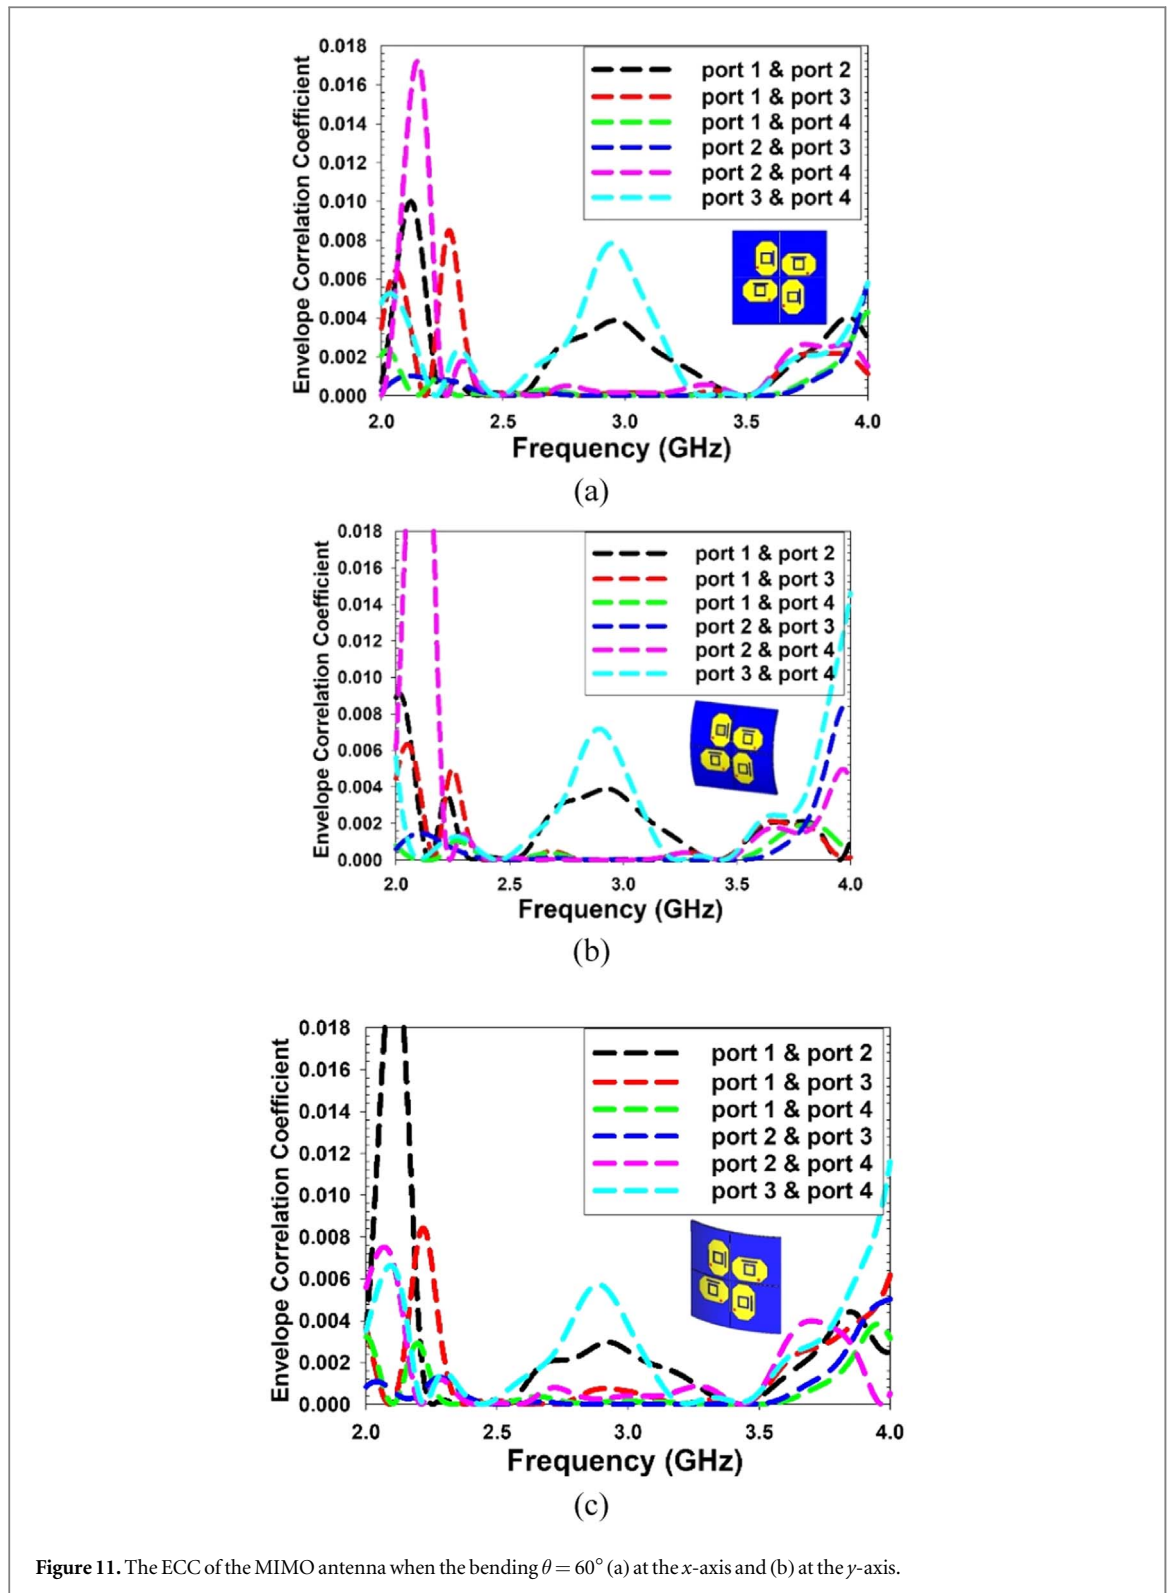 0.018
0.016
0.014
0.012
0.010
0.008
0.006
0.004
0.002
0.000
Envelope Correlation Coefficient
port 1 & port 2
port 1 & port 3
port 1 & port 4
port 2 & port 3
port 2 & port 4
port 3 & port 4
2.0 2.5 3.0 3.5 4.0
Frequency (GHz)
(a)
0.018
0.016
0.014
0.012
0.010
0.008
0.006
0.004
0.002
0.000
Envelope Correlation Coefficient
port 1 & port 2
port 1 & port 3
port 1 & port 4
port 2 & port 3
port 2 & port 4
port 3 & port 4
2.0 2.5 3.0 3.5 4.0
Frequency (GHz)
(b)
0.018
0.016
0.014
0.012
0.010
0.008
0.006
0.004
0.002
0.000
Envelope Correlation Coefficient
port 1 & port 2
port 1 & port 3
port 1 & port 4
port 2 & port 3
port 2 & port 4
port 3 & port 4
2.0 2.5 3.0 3.5 4.0
Frequency (GHz)
(c)
Figure 11. The ECC of the MIMO antenna when the bending θ = 60° (a) at the x-axis and (b) at the y-axis.